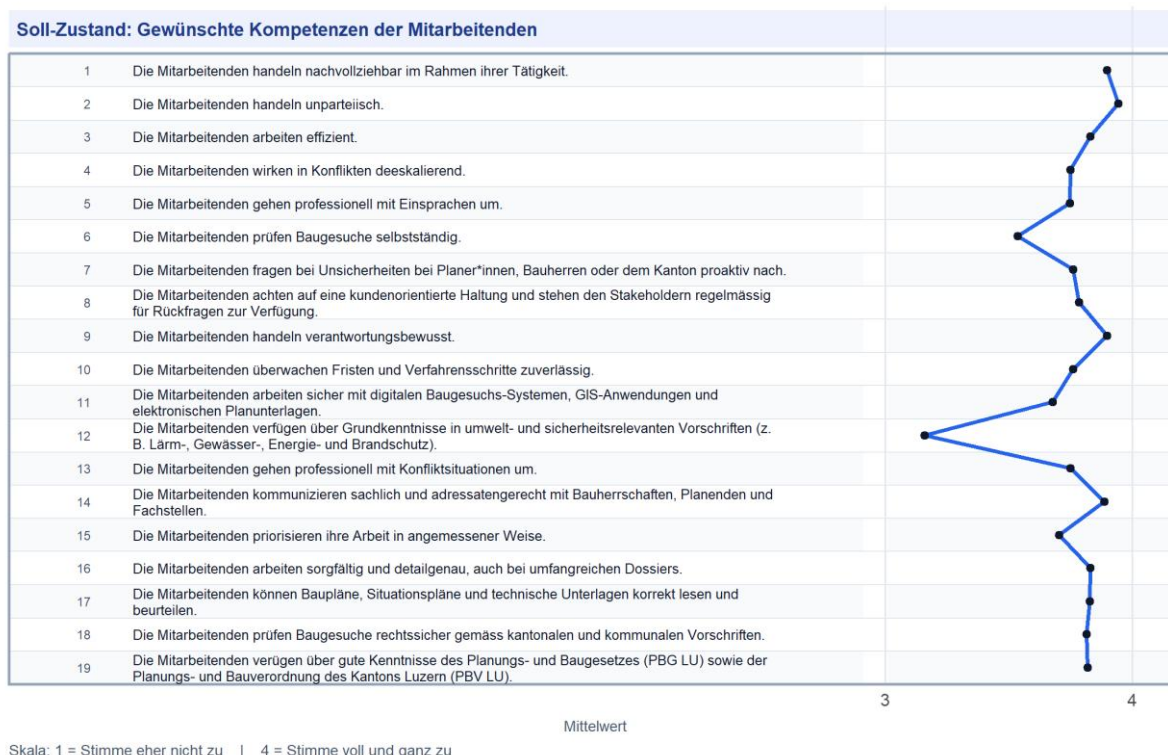 Soll-Zustand: Gewünschte Kompetenzen der Mitarbeitenden
1 Die Mitarbeitenden handeln nachvollziehbar im Rahmen ihrer Tätigkeit.
2 Die Mitarbeitenden handeln unparteiisch.
3 Die Mitarbeitenden arbeiten effizient.
4 Die Mitarbeitenden wirken in Konflikten deeskalierend.
5 Die Mitarbeitenden gehen professionell mit Einsprachen um.
6 Die Mitarbeitenden prüfen Baugesuche selbstständig.
7 Die Mitarbeitenden fragen bei Unsicherheiten bei Planer*innen, Bauherren oder dem Kanton proaktiv nach.
8 Die Mitarbeitenden achten auf eine kundenorientierte Haltung und stehen den Stakeholdern regelmässig
für Rückfragen zur Verfügung.
9 Die Mitarbeitenden handeln verantwortungsbewusst.
10 Die Mitarbeitenden überwachen Fristen und Verfahrensschritte zuverlässig.
11 Die Mitarbeitenden arbeiten sicher mit digitalen Baugesuchs-Systemen, GIS-Anwendungen und
elektronischen Planunterlagen.
12 Die Mitarbeitenden verfügen über Grundkenntnisse in umwelt- und sicherheitsrelevanten Vorschriften (z.
B. Lärm-, Gewässer-, Energie- und Brandschutz).
13 Die Mitarbeitenden gehen professionell mit Konfliktsituationen um.
14 Die Mitarbeitenden kommunizieren sachlich und adressatengerecht mit Bauherrschaften, Planenden und
Fachstellen.
15 Die Mitarbeitenden priorisieren ihre Arbeit in angemessener Weise.
16 Die Mitarbeitenden arbeiten sorgfältig und detailgenau, auch bei umfangreichen Dossiers.
17 Die Mitarbeitenden können Baupläne, Situationspläne und technische Unterlagen korrekt lesen und
beurteilen.
18 Die Mitarbeitenden prüfen Baugesuche rechtssicher gemäss kantonalen und kommunalen Vorschriften.
19 Die Mitarbeitenden verügen über gute Kenntnisse des Planungs- und Baugesetzes (PBG LU) sowie der
Planungs- und Bauverordnung des Kantons Luzern (PBV LU).
3 4
Mittelwert
Skala: 1 = Stimme eher nicht zu | 4 = Stimme voll und ganz zu